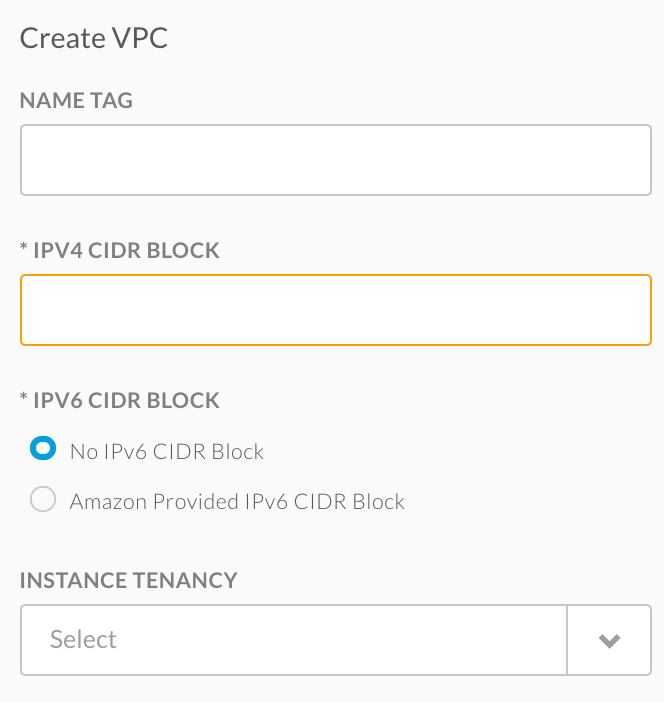 Create VPC
NAME TAG
* IPV4 CIDR BLOCK
* IPV6 CIDR BLOCK
No IPv6 CIDR Block
Amazon Provided IPv6 CIDR Block
INSTANCE TENANCY
Select